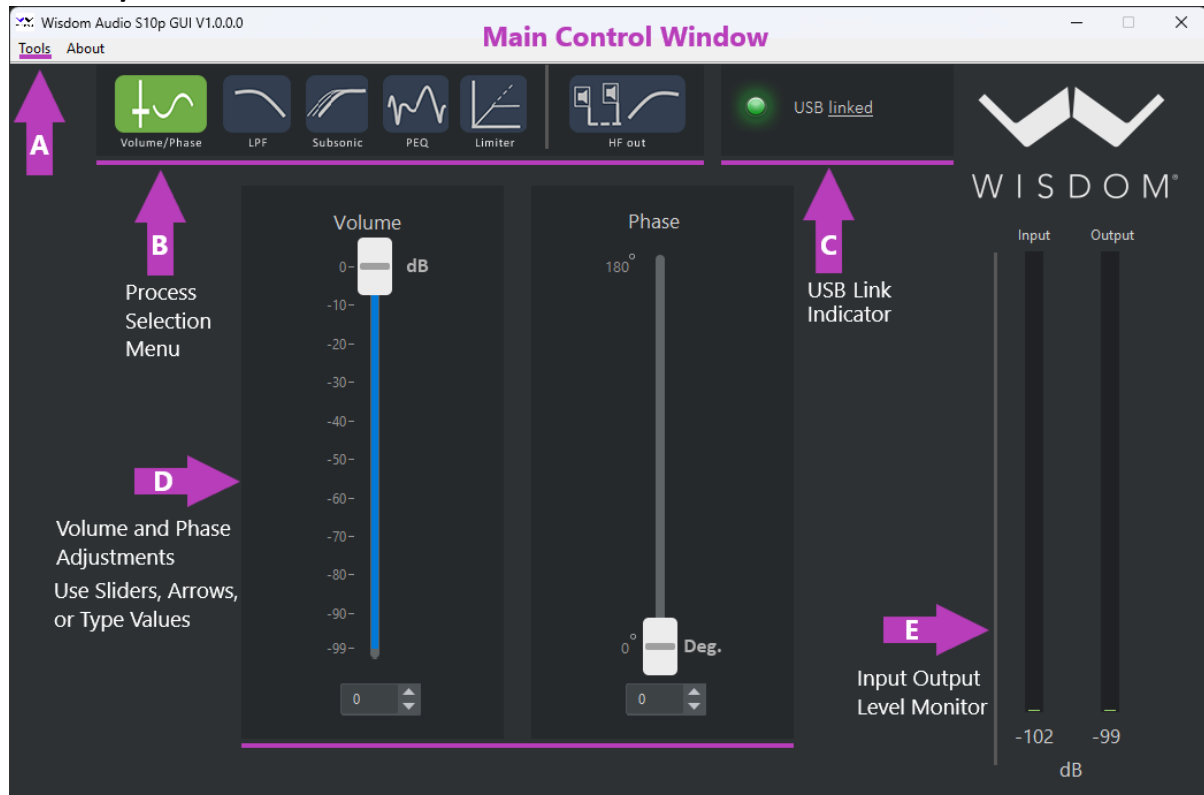 Wisdom Audio S10p GUI V1.0.0.0
Main Control Window
Tools About
A
Volume/Phase LPF Subsonic PEQ Limiter HF out
USB linked
WISDOM®
B
Process
Selection
Menu
C
USB Link
Indicator
Volume
0- dB
-10-
-20-
-30-
-40-
-50-
-60-
-70-
-80-
-90-
-99-
0
Phase
180°
0° Deg.
0
D
Volume and Phase
Adjustments
Use Sliders, Arrows,
or Type Values
Input Output
E
Input Output
Level Monitor
-102 -99
dB